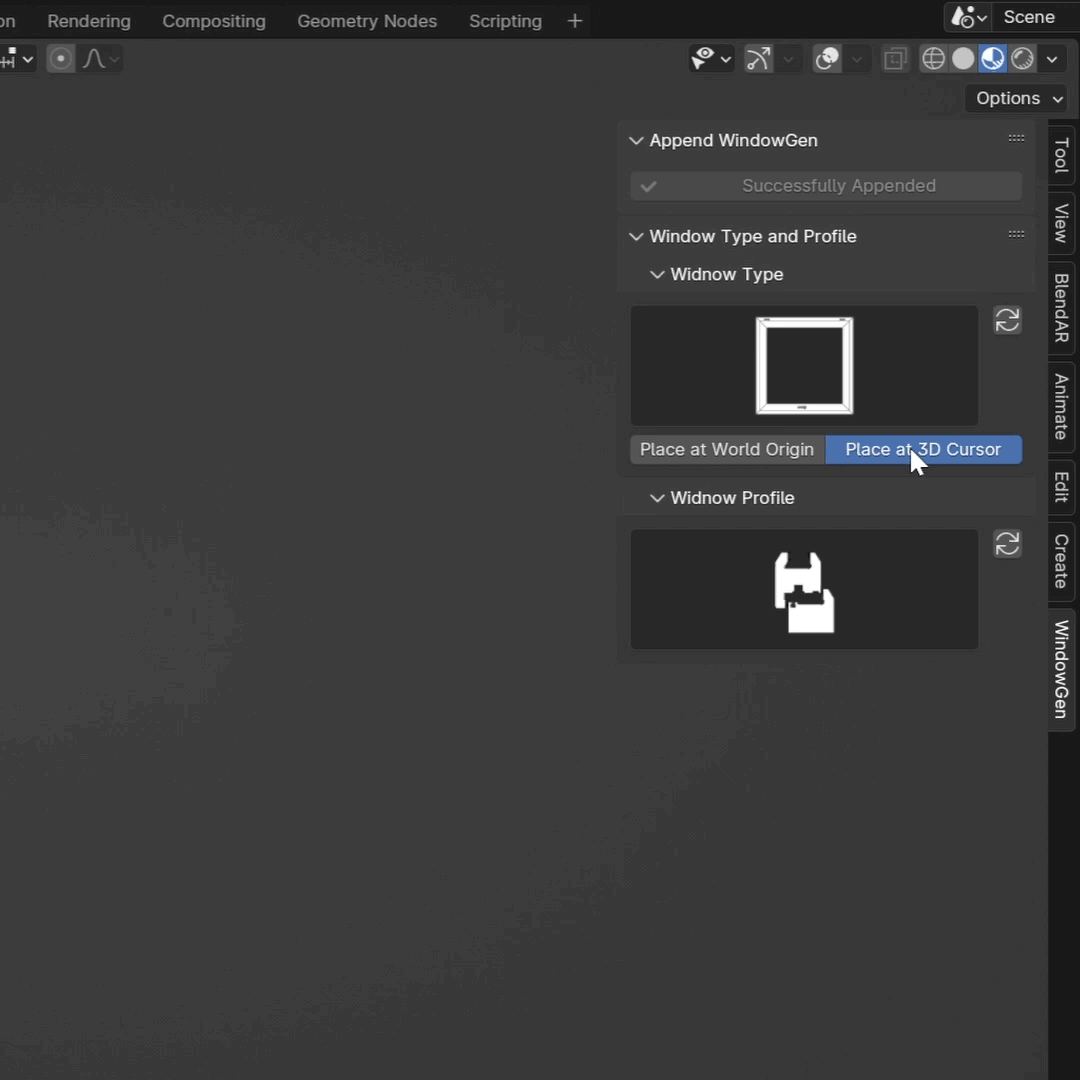 on Rendering Compositing Geometry Nodes Scripting + Scene
Options
Append WindowGen
Successfully Appended
Window Type and Profile
Widnow Type
Place at World Origin Place at 3D Cursor
Widnow Profile
Tool
View
BlendAR
Animate
Edit
Create
WindowGen